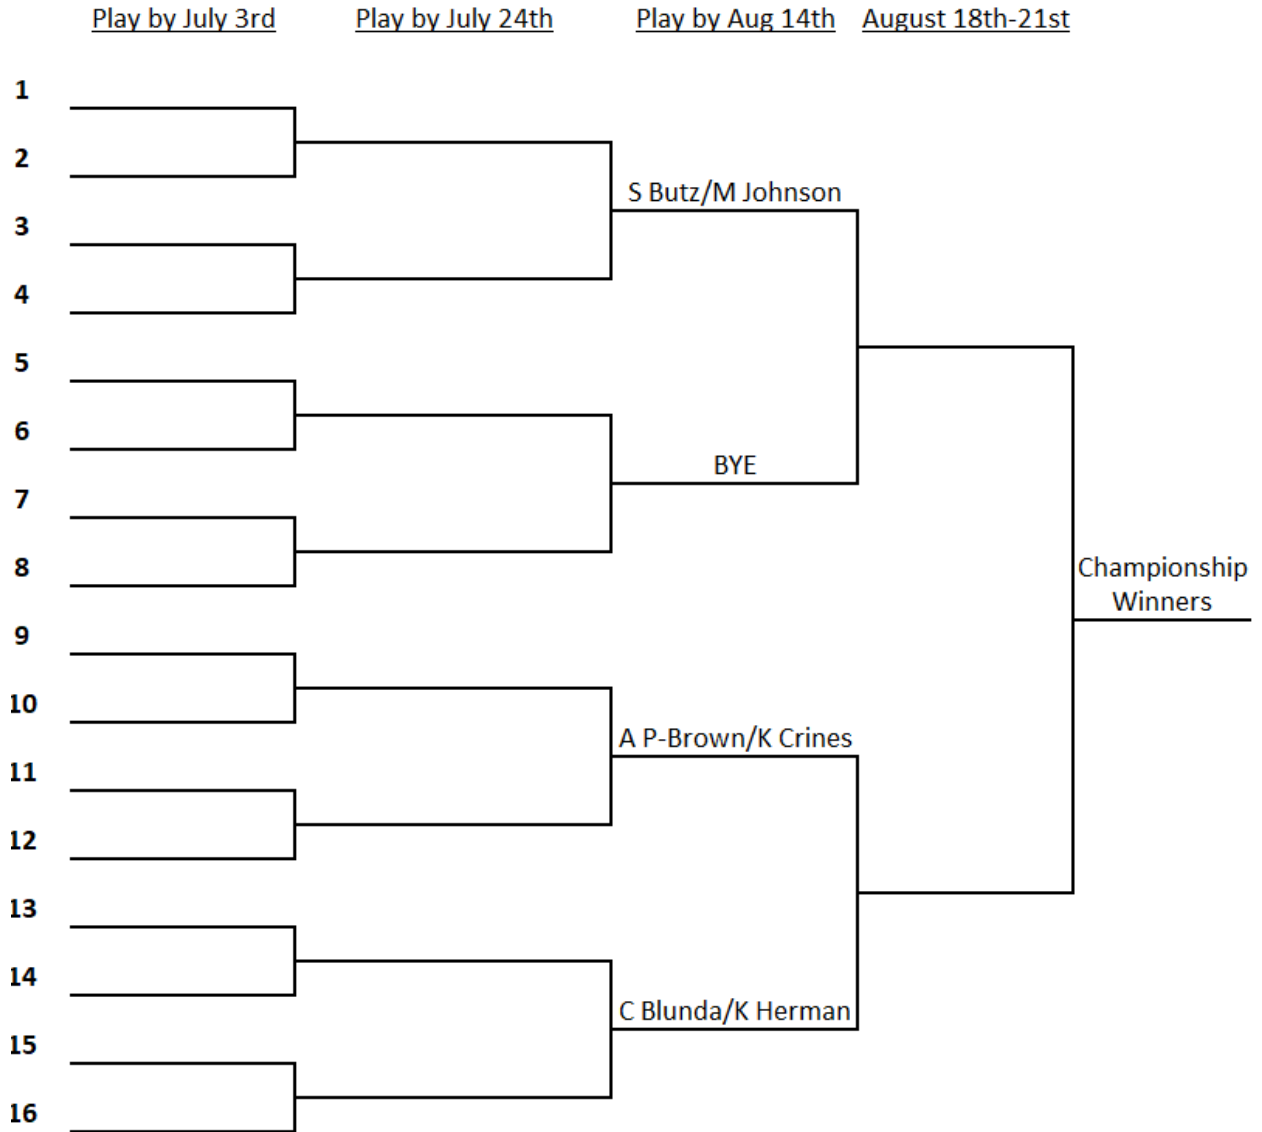 Play by July 3rd
Play by July 24th
Play by Aug 14th
August 18th-21st
1
2
S Butz/M Johnson
3
4
5
6
BYE
7
8
Championship
Winners
9
10
A P-Brown/K Crines
11
12
13
14
C Blunda/K Herman
15
16